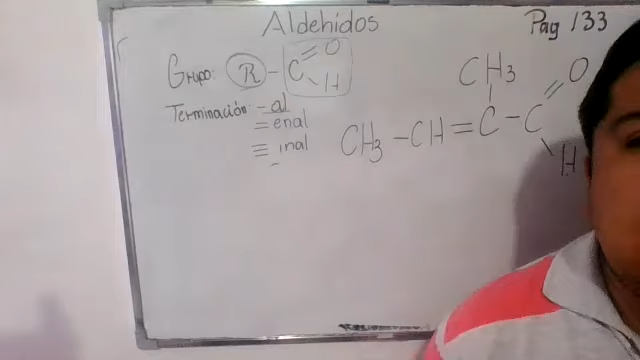 Aldehidos
Pag 133
Grupo: R - C = O
H
Terminación: -al
= enal
≡ inal
CH3
CH3 - CH = C - C = O
H